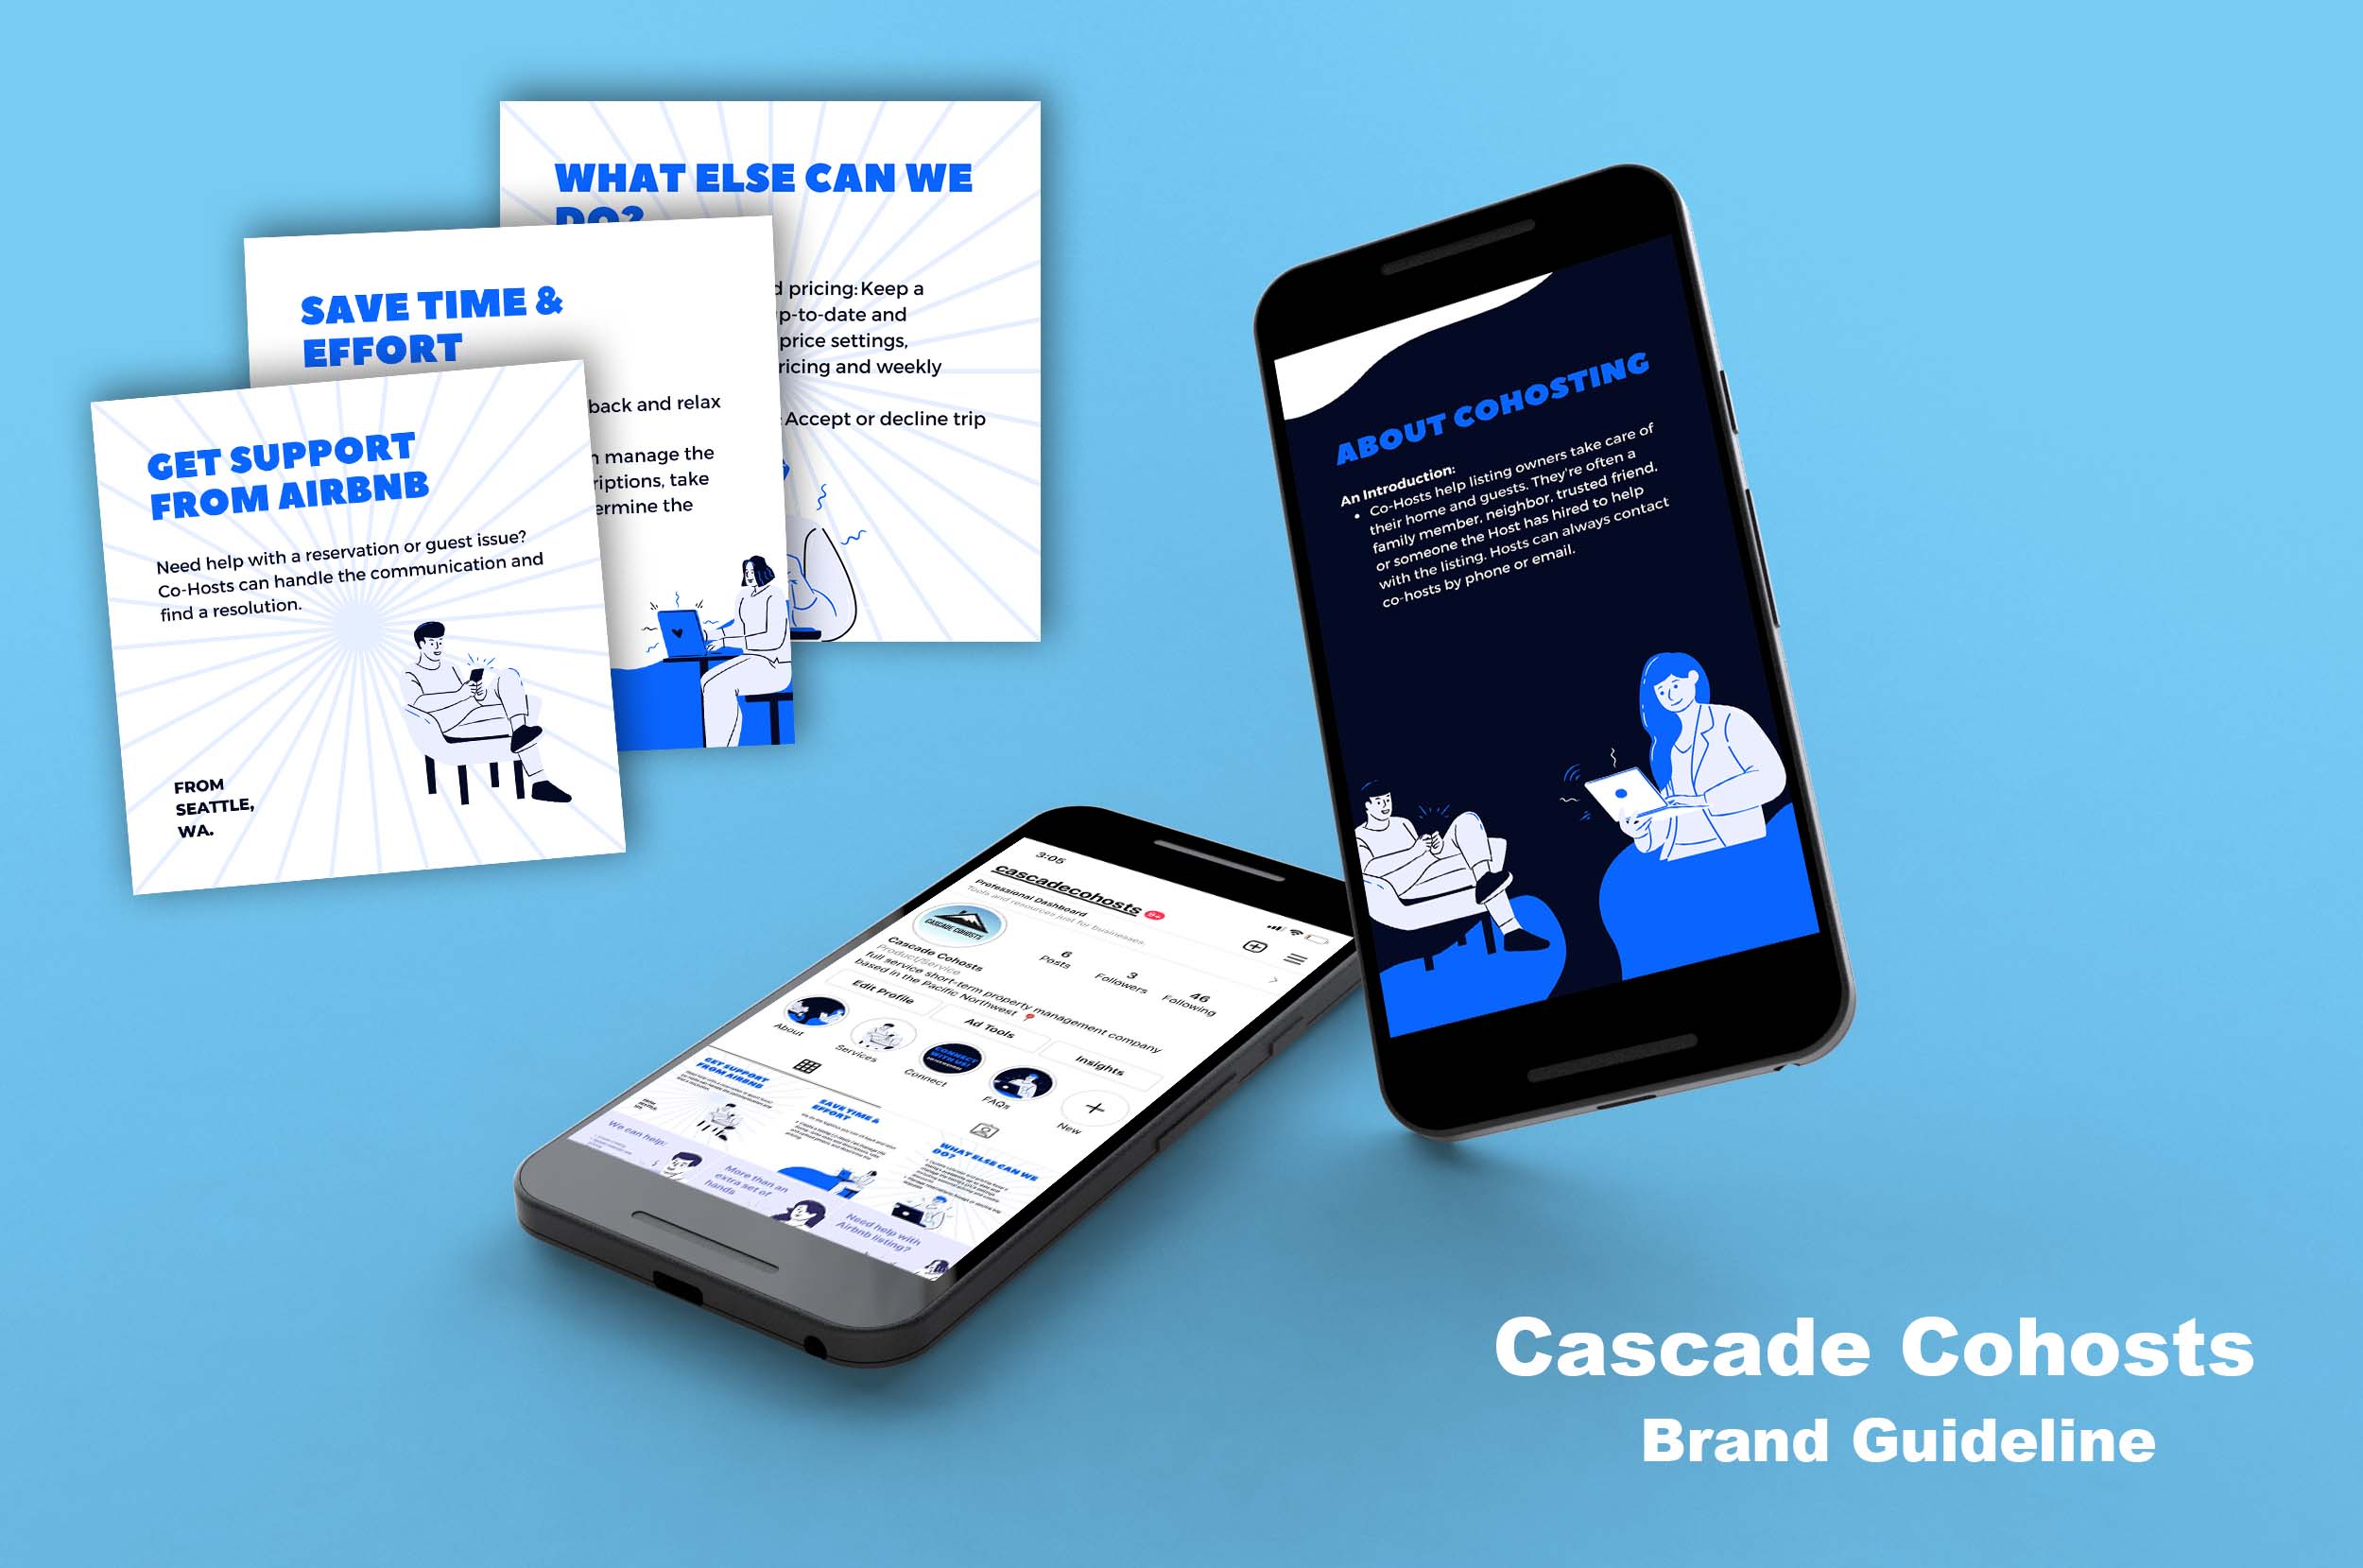 WHAT ELSE CAN WE
DO?
d pricing: Keep a
p-to-date and
price settings,
ricing and weekly
: Accept or decline trip
SAVE TIME &
EFFORT
back and relax
n manage the
riptions, take
ermine the
GET SUPPORT
FROM AIRBNB
Need help with a reservation or guest issue?
Co-Hosts can handle the communication and
find a resolution.
FROM
SEATTLE,
WA.
ABOUT COHOSTING
An Introduction:
• Co-Hosts help listing owners take care of
their home and guests. They're often a
family member, neighbor, trusted friend,
or someone the Host has hired to help
with the listing. Hosts can always contact
co-hosts by phone or email.
3:05
cascadecohosts 9+
Professional Dashboard
Tools and resources just for businesses.
CASCADE COHOSTS
6
Posts
3
Followers
46
Following
Cascade Cohosts
Product/Service
full service short-term property management company
based in the Pacific Northwest
Edit Profile
Ad Tools
Insights
About
Services
CONNECT
WITH US!
Connect
FAQs
New
GET SUPPORT
FROM AIRBNB
FROM
SEATTLE,
WA.
SAVE TIME &
EFFORT
WHAT ELSE CAN WE
DO?
We can help:
More than an
extra set of
hands
Need help with
Airbnb listing?
Cascade Cohosts
Brand Guideline